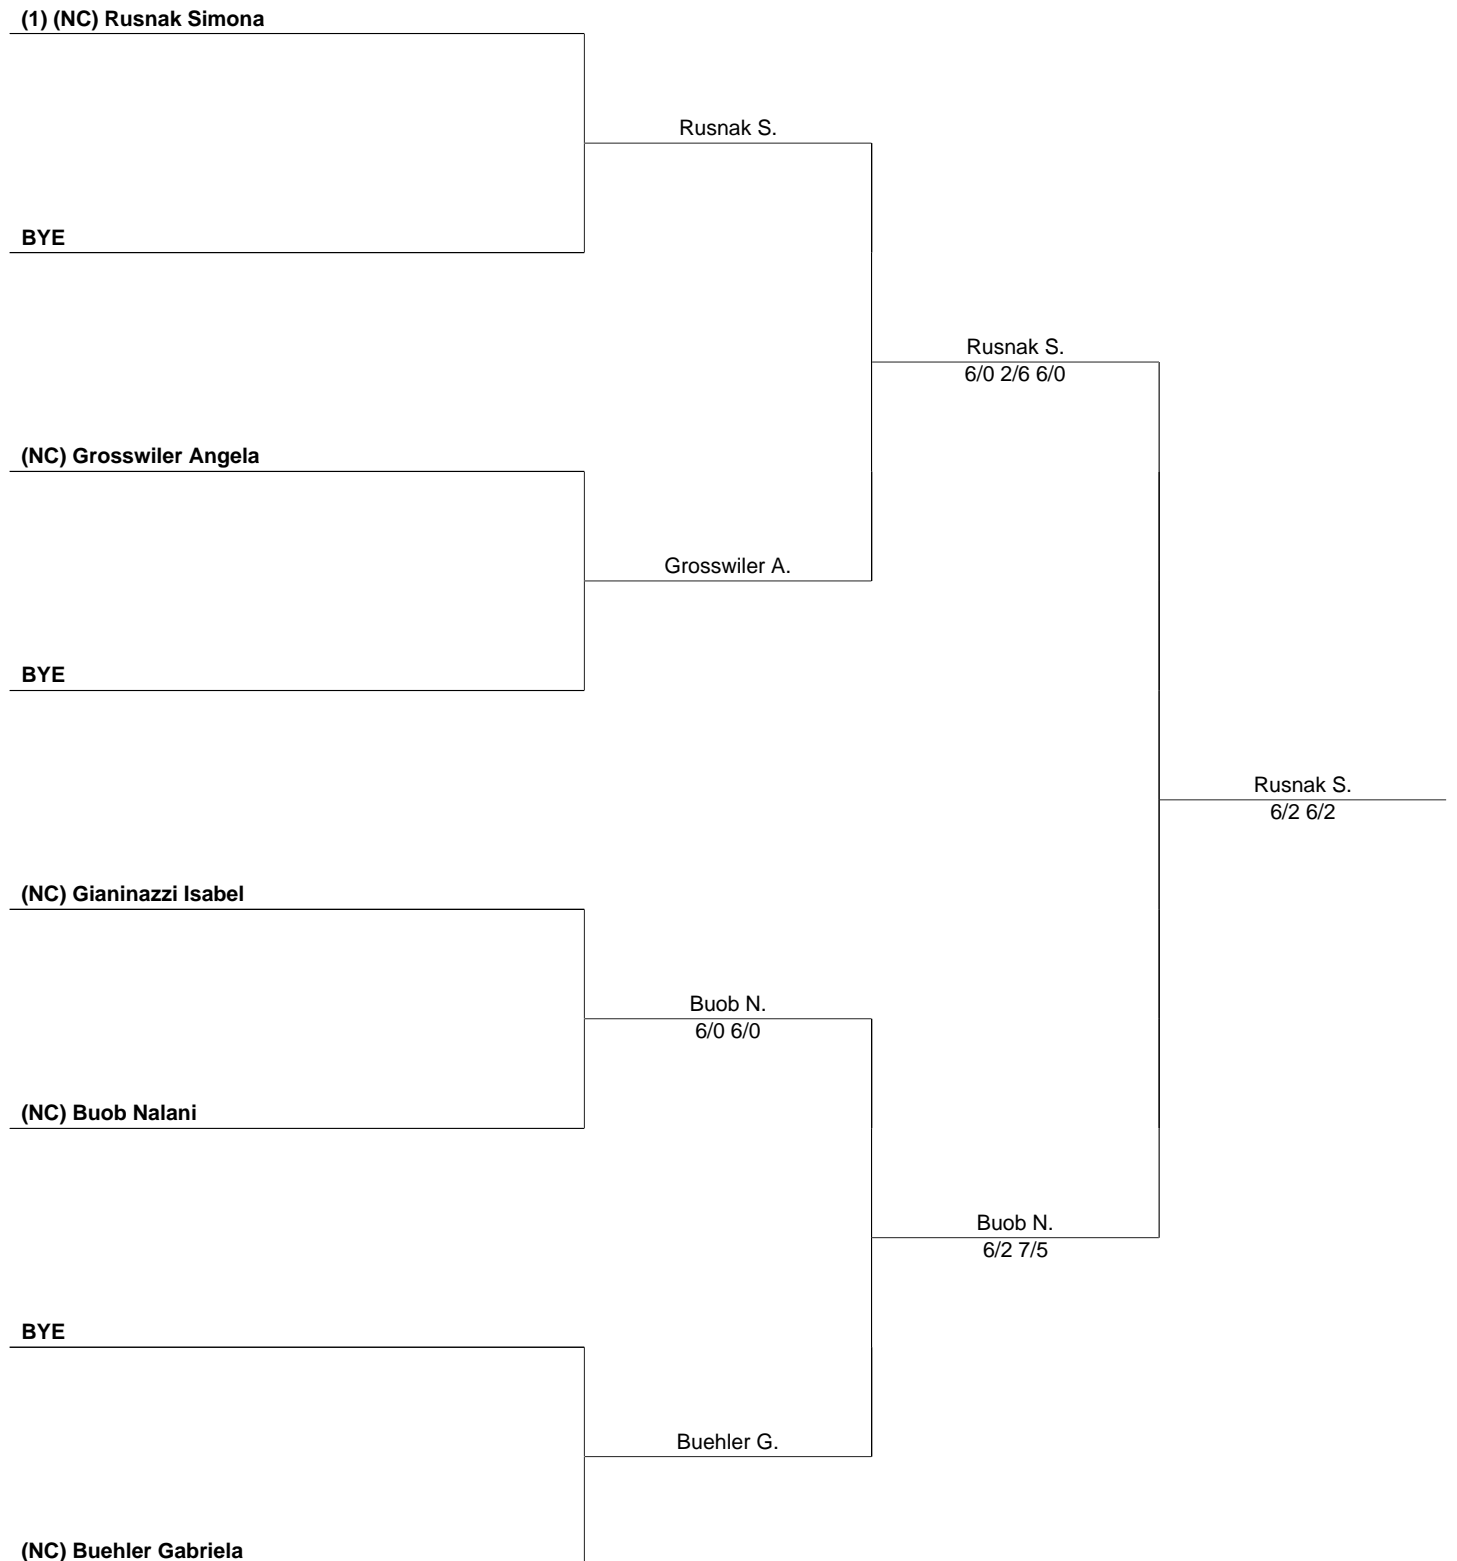 (1) (NC) Rusnak Simona
Rusnak S.
BYE
Rusnak S.
6/0 2/6 6/0
(NC) Grosswiler Angela
Grosswiler A.
BYE
Rusnak S.
6/2 6/2
(NC) Gianinazzi Isabel
Buob N.
6/0 6/0
(NC) Buob Nalani
Buob N.
6/2 7/5
BYE
Buehler G.
(NC) Buehler Gabriela